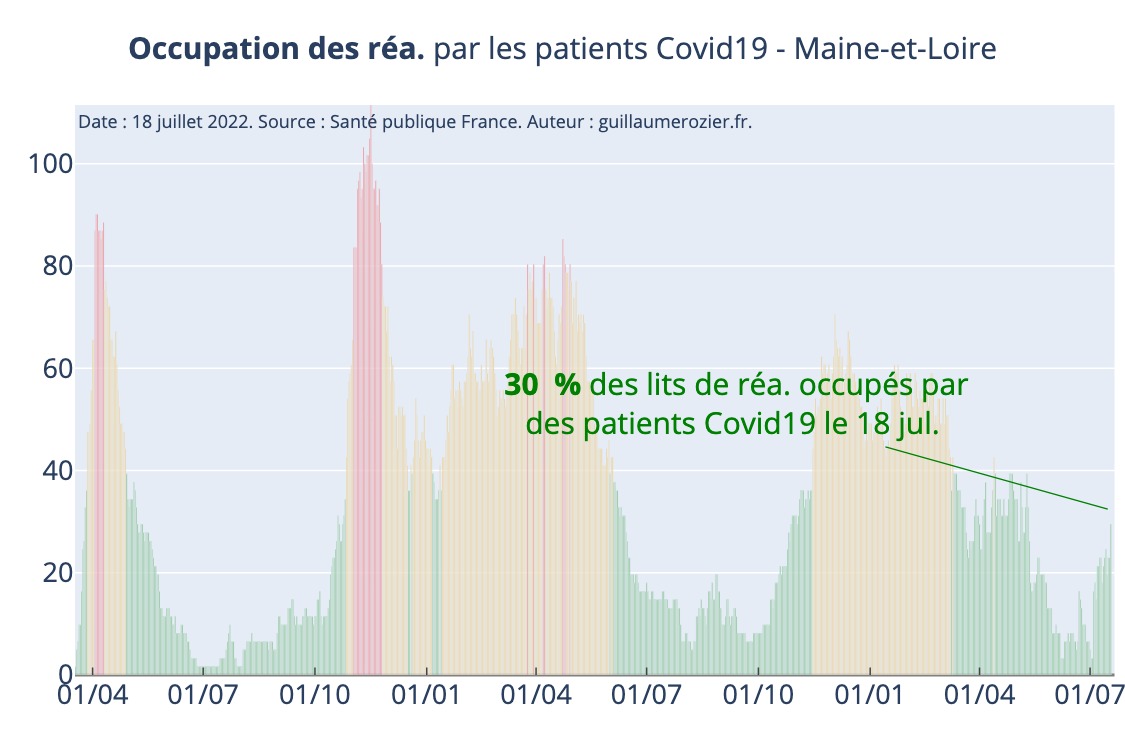 Occupation des réa. par les patients Covid19 - Maine-et-Loire
Date : 18 juillet 2022. Source : Santé publique France. Auteur : guillaumerozier.fr.
100
80
60
40
20
0
30 % des lits de réa. occupés par
des patients Covid19 le 18 jul.
01/04 01/07 01/10 01/01 01/04 01/07 01/10 01/01 01/04 01/07